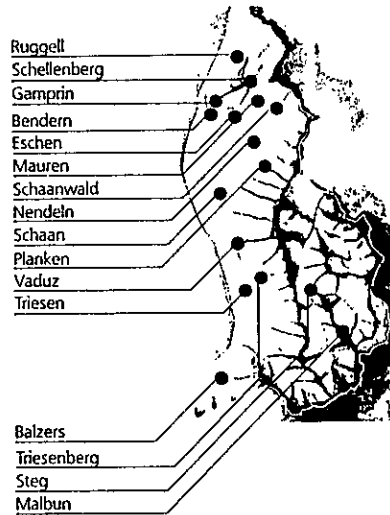 Ruggell
Schellenberg
Gamprin
Bendern
Eschen
Mauren
Schaanwald
Nendeln
Schaan
Planken
Vaduz
Triesen
Balzers
Triesenberg
Steg
Malbun